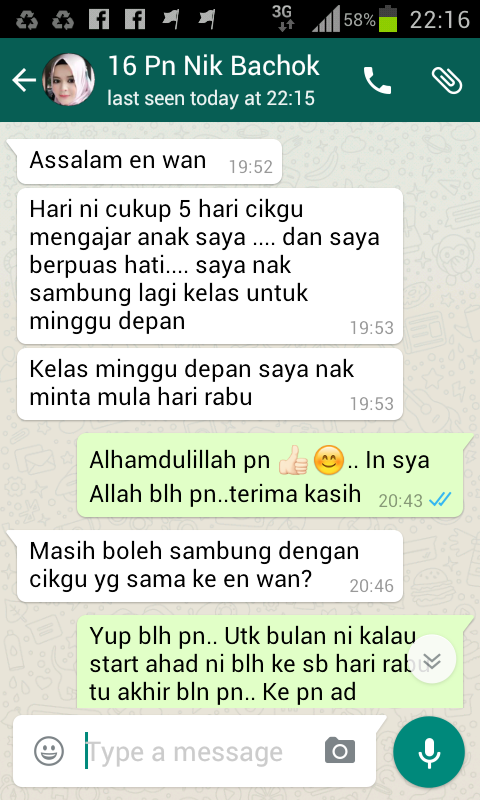 3G 58% 22:16
16 Pn Nik Bachok
last seen today at 22:15
Assalam en wan 19:52
Hari ni cukup 5 hari cikgu
mengajar anak saya .... dan saya
berpuas hati.... saya nak
sambung lagi kelas untuk
minggu depan 19:53
Kelas minggu depan saya nak
minta mula hari rabu 19:53
Alhamdulillah pn 👍😊.. In sya
Allah blh pn..terima kasih 20:43
Masih boleh sambung dengan
cikgu yg sama ke en wan? 20:46
Yup blh pn.. Utk bulan ni kalau
start ahad ni blh ke sb hari rabu
tu akhir bln pn.. Ke pn ad
Type a message